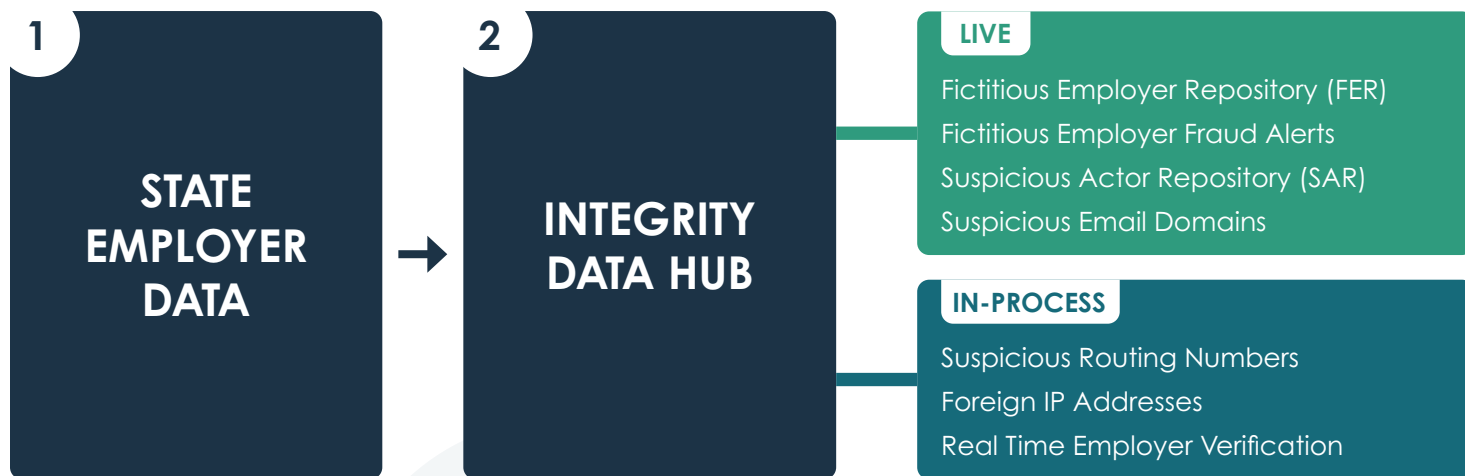 1
STATE
EMPLOYER
DATA
2
INTEGRITY
DATA HUB
LIVE
Fictitious Employer Repository (FER)
Fictitious Employer Fraud Alerts
Suspicious Actor Repository (SAR)
Suspicious Email Domains
IN-PROCESS
Suspicious Routing Numbers
Foreign IP Addresses
Real Time Employer Verification